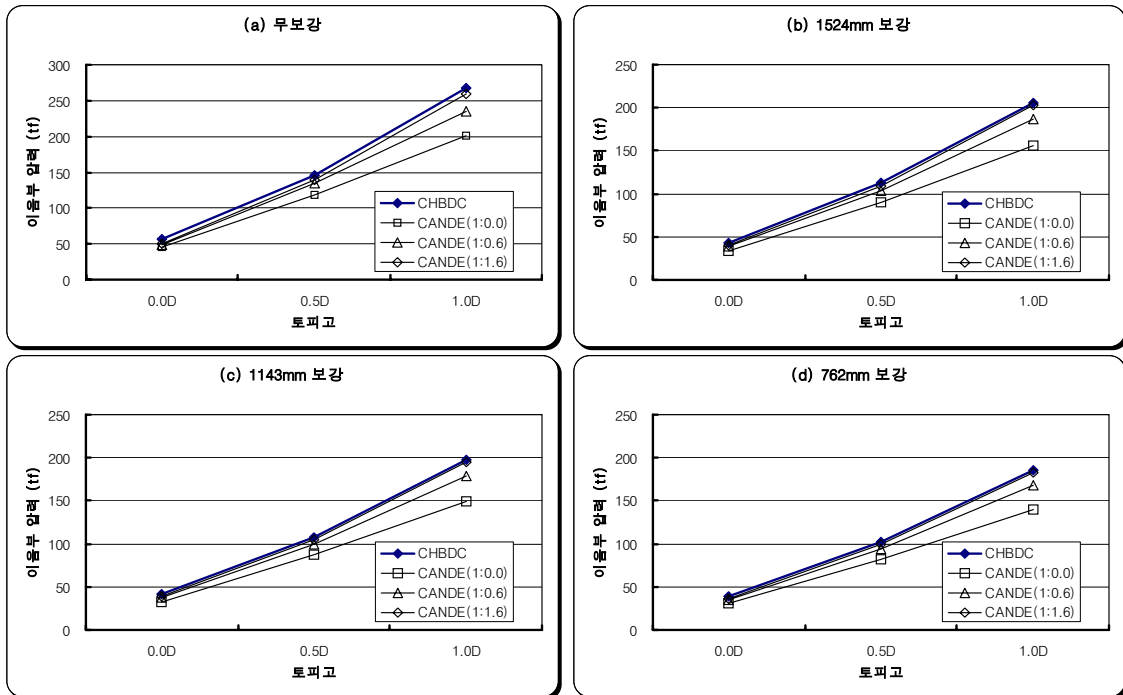 (a) 무보강
이음부 압력 (tf)
300
250
200
150
100
50
0
CHBDC
CANDE(1:0.0)
CANDE(1:0.6)
CANDE(1:1.6)
0.0D 0.5D 1.0D
토피고
(b) 1524mm 보강
이음부 압력 (tf)
250
200
150
100
50
0
CHBDC
CANDE(1:0.0)
CANDE(1:0.6)
CANDE(1:1.6)
0.0D 0.5D 1.0D
토피고
(c) 1143mm 보강
이음부 압력 (tf)
250
200
150
100
50
0
CHBDC
CANDE(1:0.0)
CANDE(1:0.6)
CANDE(1:1.6)
0.0D 0.5D 1.0D
토피고
(d) 762mm 보강
이음부 압력 (tf)
250
200
150
100
50
0
CHBDC
CANDE(1:0.0)
CANDE(1:0.6)
CANDE(1:1.6)
0.0D 0.5D 1.0D
토피고